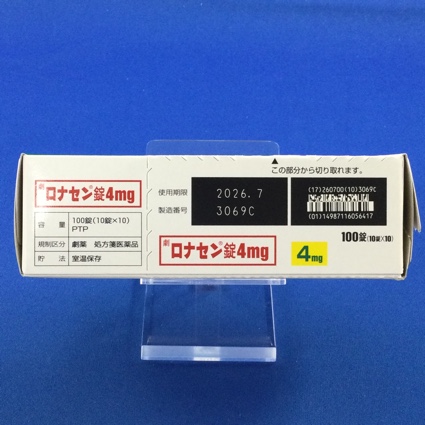 劇 ロナセン®錠4mg
容量 100錠(10錠×10)
PTP
規制区分 劇薬 処方箋医薬品
貯法 室温保存
▲
この部分から切り取れます。
使用期限 2026.7
製造番号 3069C
(17)260700(10)3069C
(01)14987116056417
劇 ロナセン®錠4mg
4mg
100錠(10錠×10)